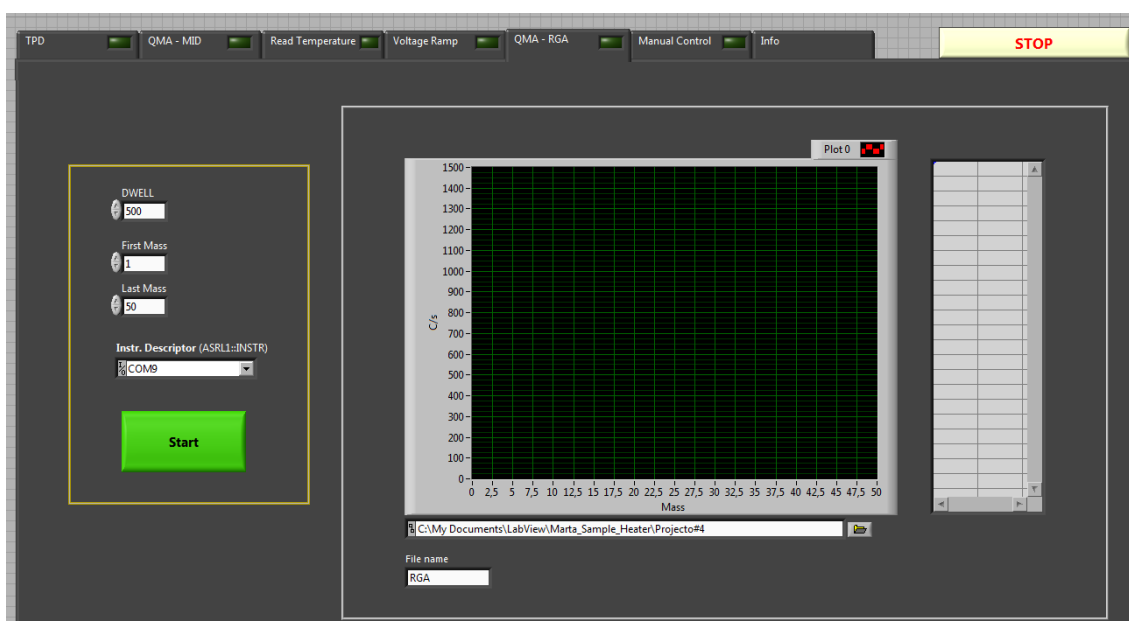 TPD
QMA - MID
Read Temperature
Voltage Ramp
QMA - RGA
Manual Control
Info
STOP
DWELL
500
First Mass
1
Last Mass
50
Instr. Descriptor (ASRL1::INSTR)
COM9
Start
Plot 0
1500
1400
1300
1200
1100
1000
900
800
700
600
500
400
300
200
100
0
C/s
0 2,5 5 7,5 10 12,5 15 17,5 20 22,5 25 27,5 30 32,5 35 37,5 40 42,5 45 47,5 50
Mass
C:\My Documents\LabView\Marta_Sample_Heater\Projecto#4
File name
RGA